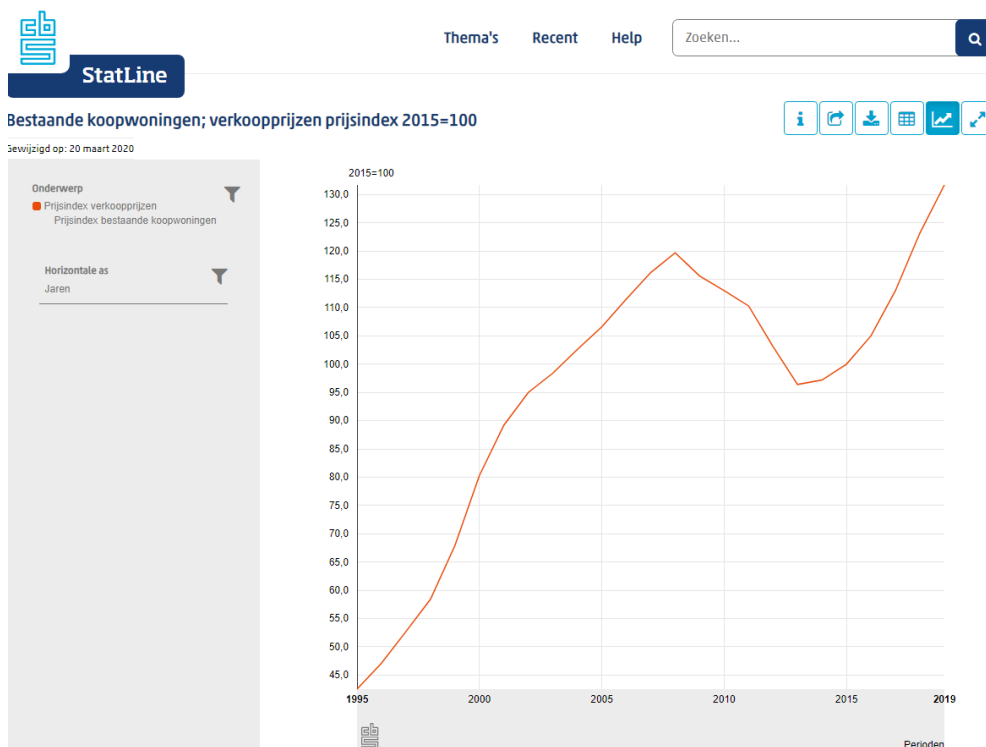 cbs
StatLine
Thema's Recent Help Zoeken...
Bestaande koopwoningen; verkoopprijzen prijsindex 2015=100
Gewijzigd op: 20 maart 2020
Onderwerp
Prijsindex verkoopprijzen
Prijsindex bestaande koopwoningen
Horizontale as
Jaren
2015=100
130,0
125,0
120,0
115,0
110,0
105,0
100,0
95,0
90,0
85,0
80,0
75,0
70,0
65,0
60,0
55,0
50,0
45,0
1995 2000 2005 2010 2015 2019
cbs
Perioden